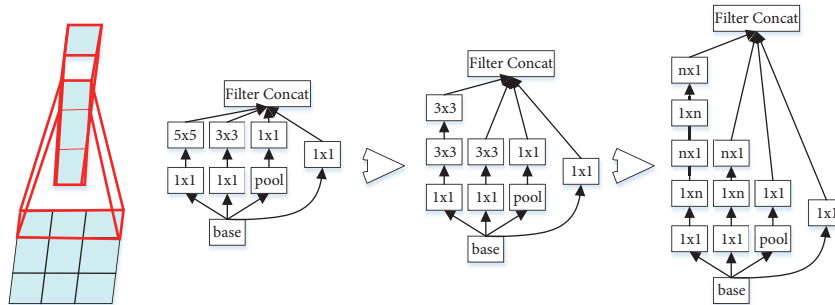 Filter Concat
5x5 3x3 1x1
1x1
1x1 1x1 pool
base
Filter Concat
3x3
3x3 3x3 1x1
1x1
1x1 1x1 pool
base
Filter Concat
nx1
1xn
nx1 nx1
1xn 1xn 1x1
1x1
1x1 1x1 pool
base